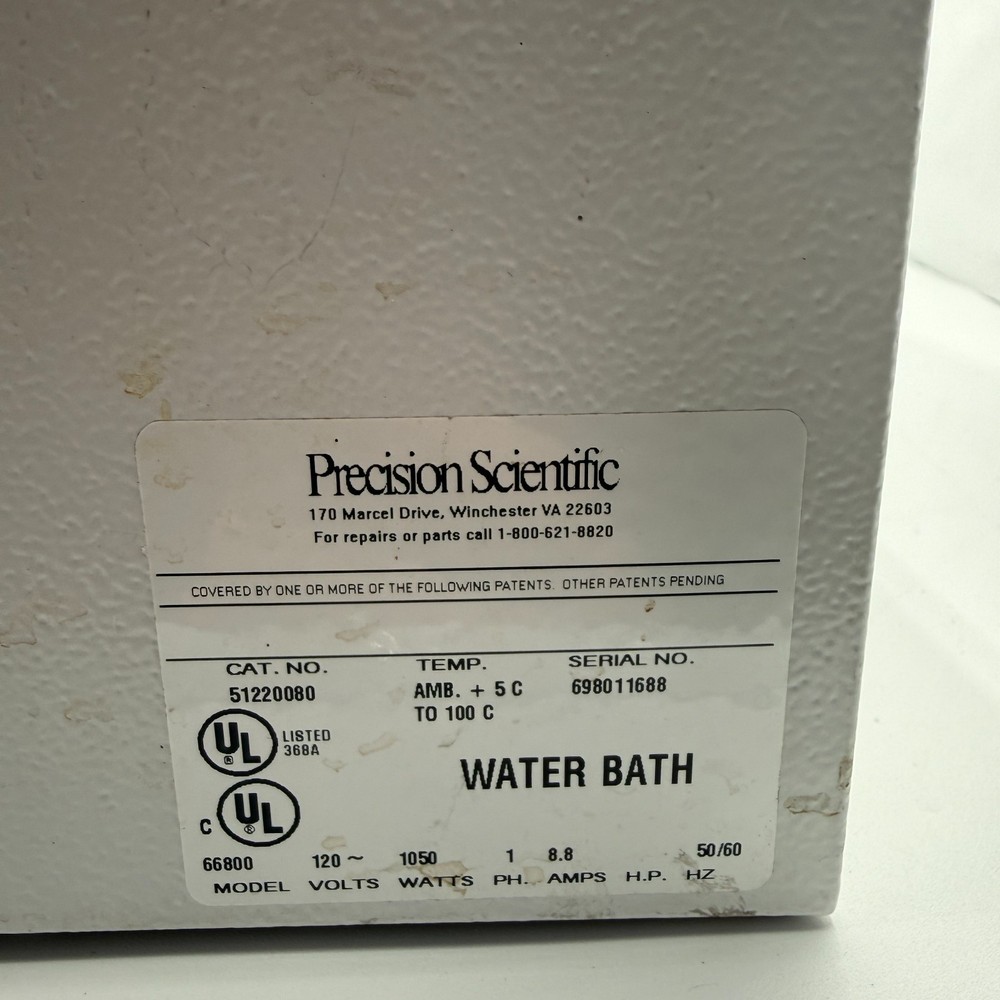 Precision Scientific
170 Marcel Drive, Winchester VA 22603
For repairs or parts call 1-800-621-8820
COVERED BY ONE OR MORE OF THE FOLLOWING PATENTS. OTHER PATENTS PENDING
CAT. NO. TEMP. SERIAL NO.
51220080 AMB. + 5 C 698011688
TO 100 C
UL ® LISTED
368A
WATER BATH
C UL ®
66800 120 ~ 1050 1 8.8 50/60
MODEL VOLTS WATTS PH. AMPS H.P. HZ